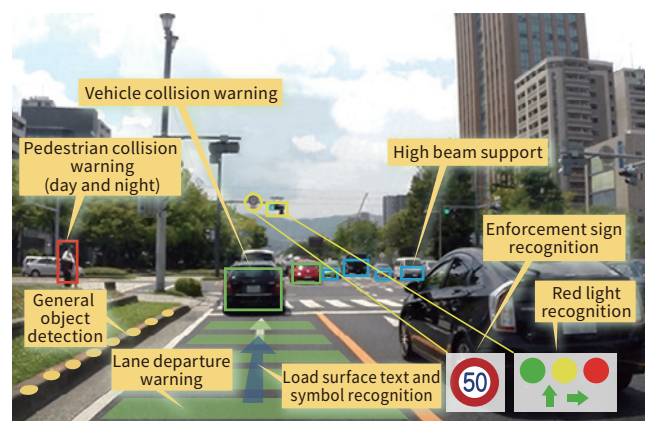 Vehicle collision warning
Pedestrian collision
warning
(day and night)
High beam support
Enforcement sign
recognition
General
object
detection
Red light
recognition
Lane departure
warning
Load surface text and
symbol recognition
50